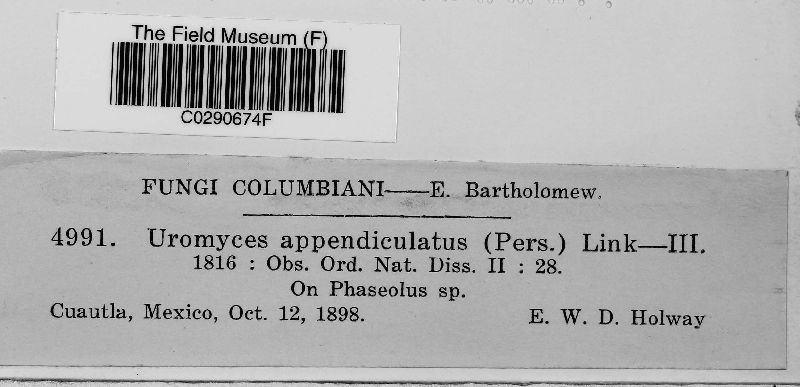 The Field Museum (F)
C0290674F
FUNGI COLUMBIANI——E. Bartholomew.
4991. Uromyces appendiculatus (Pers.) Link—III.
1816 : Obs. Ord. Nat. Diss. II : 28.
On Phaseolus sp.
Cuautla, Mexico, Oct. 12, 1898. E. W. D. Holway